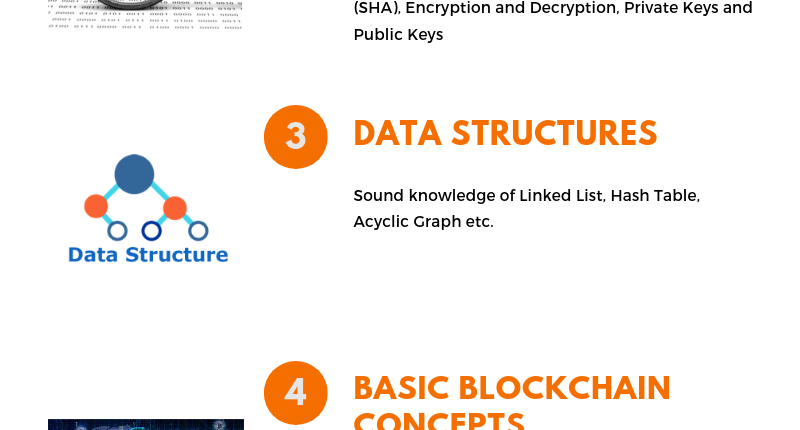 (SHA), Encryption and Decryption, Private Keys and
Public Keys
3
DATA STRUCTURES
Sound knowledge of Linked List, Hash Table,
Acyclic Graph etc.
Data Structure
4
BASIC BLOCKCHAIN
CONCEPTS